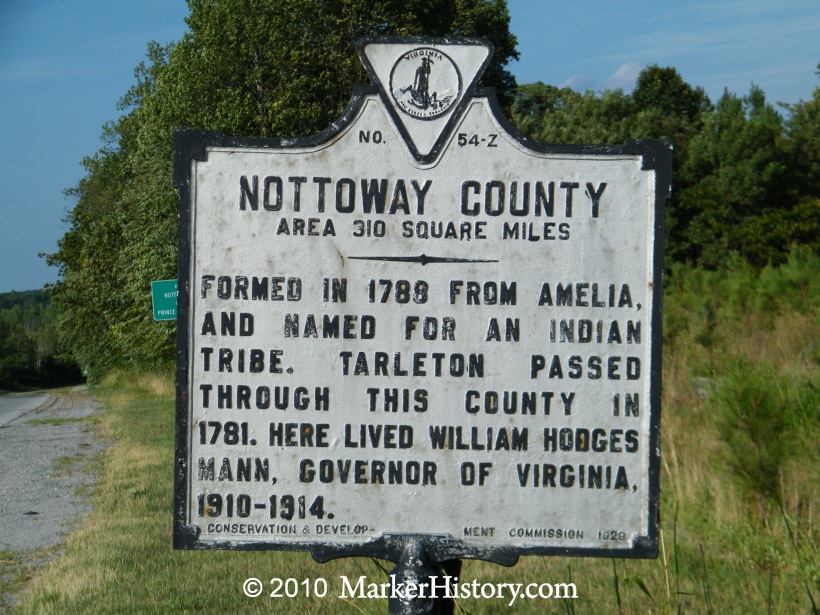 VIRGINIA
NO. 54-Z
NOTTOWAY COUNTY
AREA 310 SQUARE MILES
FORMED IN 1788 FROM AMELIA,
AND NAMED FOR AN INDIAN
TRIBE. TARLETON PASSED
THROUGH THIS COUNTY IN
1781. HERE LIVED WILLIAM HODGES
MANN, GOVERNOR OF VIRGINIA,
1910-1914.
CONSERVATION & DEVELOP- MENT COMMISSION 1928
PRINCE
© 2010 MarkerHistory.com